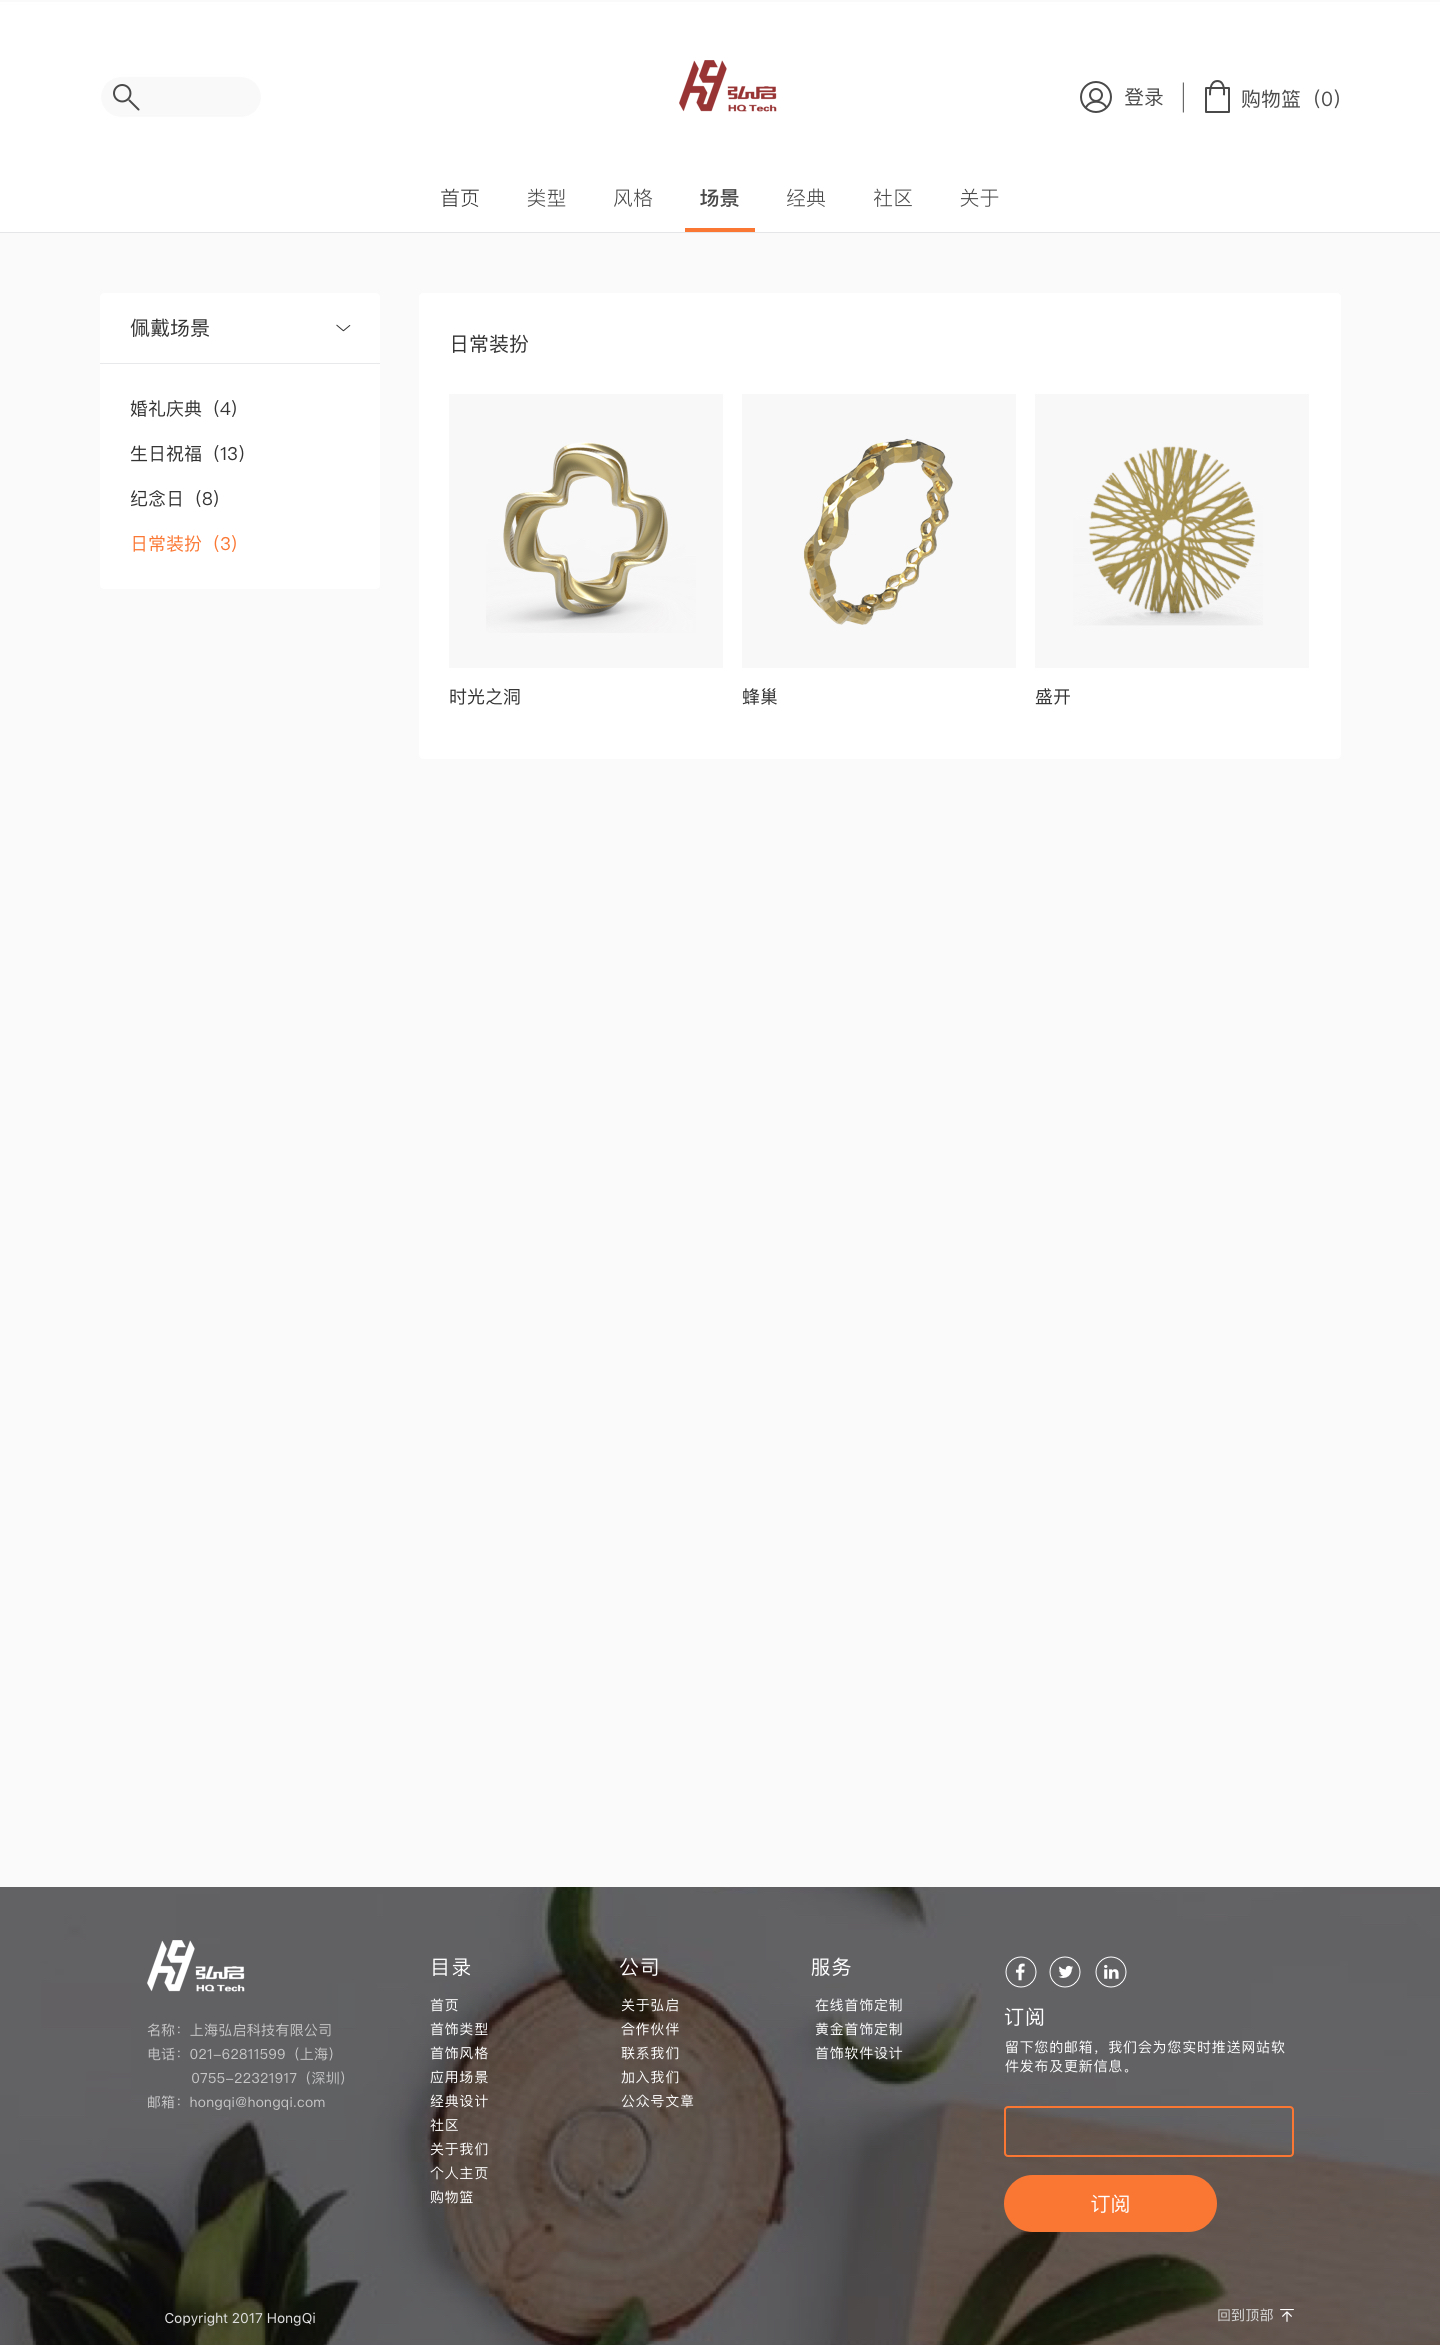 弘启
HQ Tech
登录
购物篮（0）
首页
类型
风格
场景
经典
社区
关于
佩戴场景
婚礼庆典（4）
生日祝福（13）
纪念日（8）
日常装扮（3）
日常装扮
时光之洞
蜂巢
盛开
弘启
HQ Tech
名称：上海弘启科技有限公司
电话：021-62811599（上海）
0755-22321917（深圳）
邮箱：hongqi@hongqi.com
目录
首页
首饰类型
首饰风格
应用场景
经典设计
社区
关于我们
个人主页
购物篮
公司
关于弘启
合作伙伴
联系我们
加入我们
公众号文章
服务
在线首饰定制
黄金首饰定制
首饰软件设计
订阅
留下您的邮箱，我们会为您实时推送网站软
件发布及更新信息。
订阅
Copyright 2017 HongQi
回到顶部